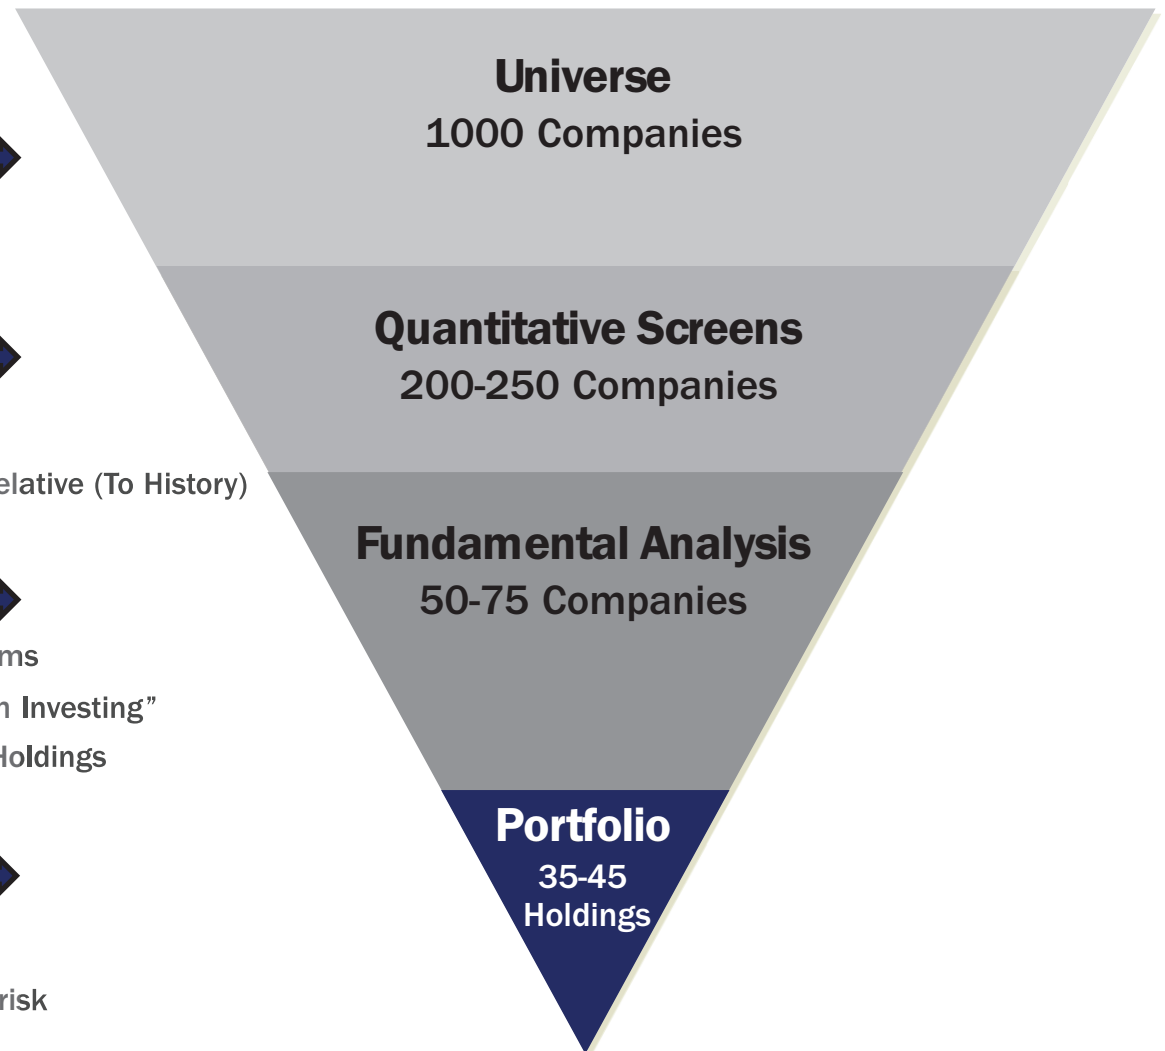 Universe
1000 Companies
Quantitative Screens
200-250 Companies
elative (To History)
Fundamental Analysis
50-75 Companies
ms
n Investing”
Holdings
Portfolio
35-45
Holdings
risk